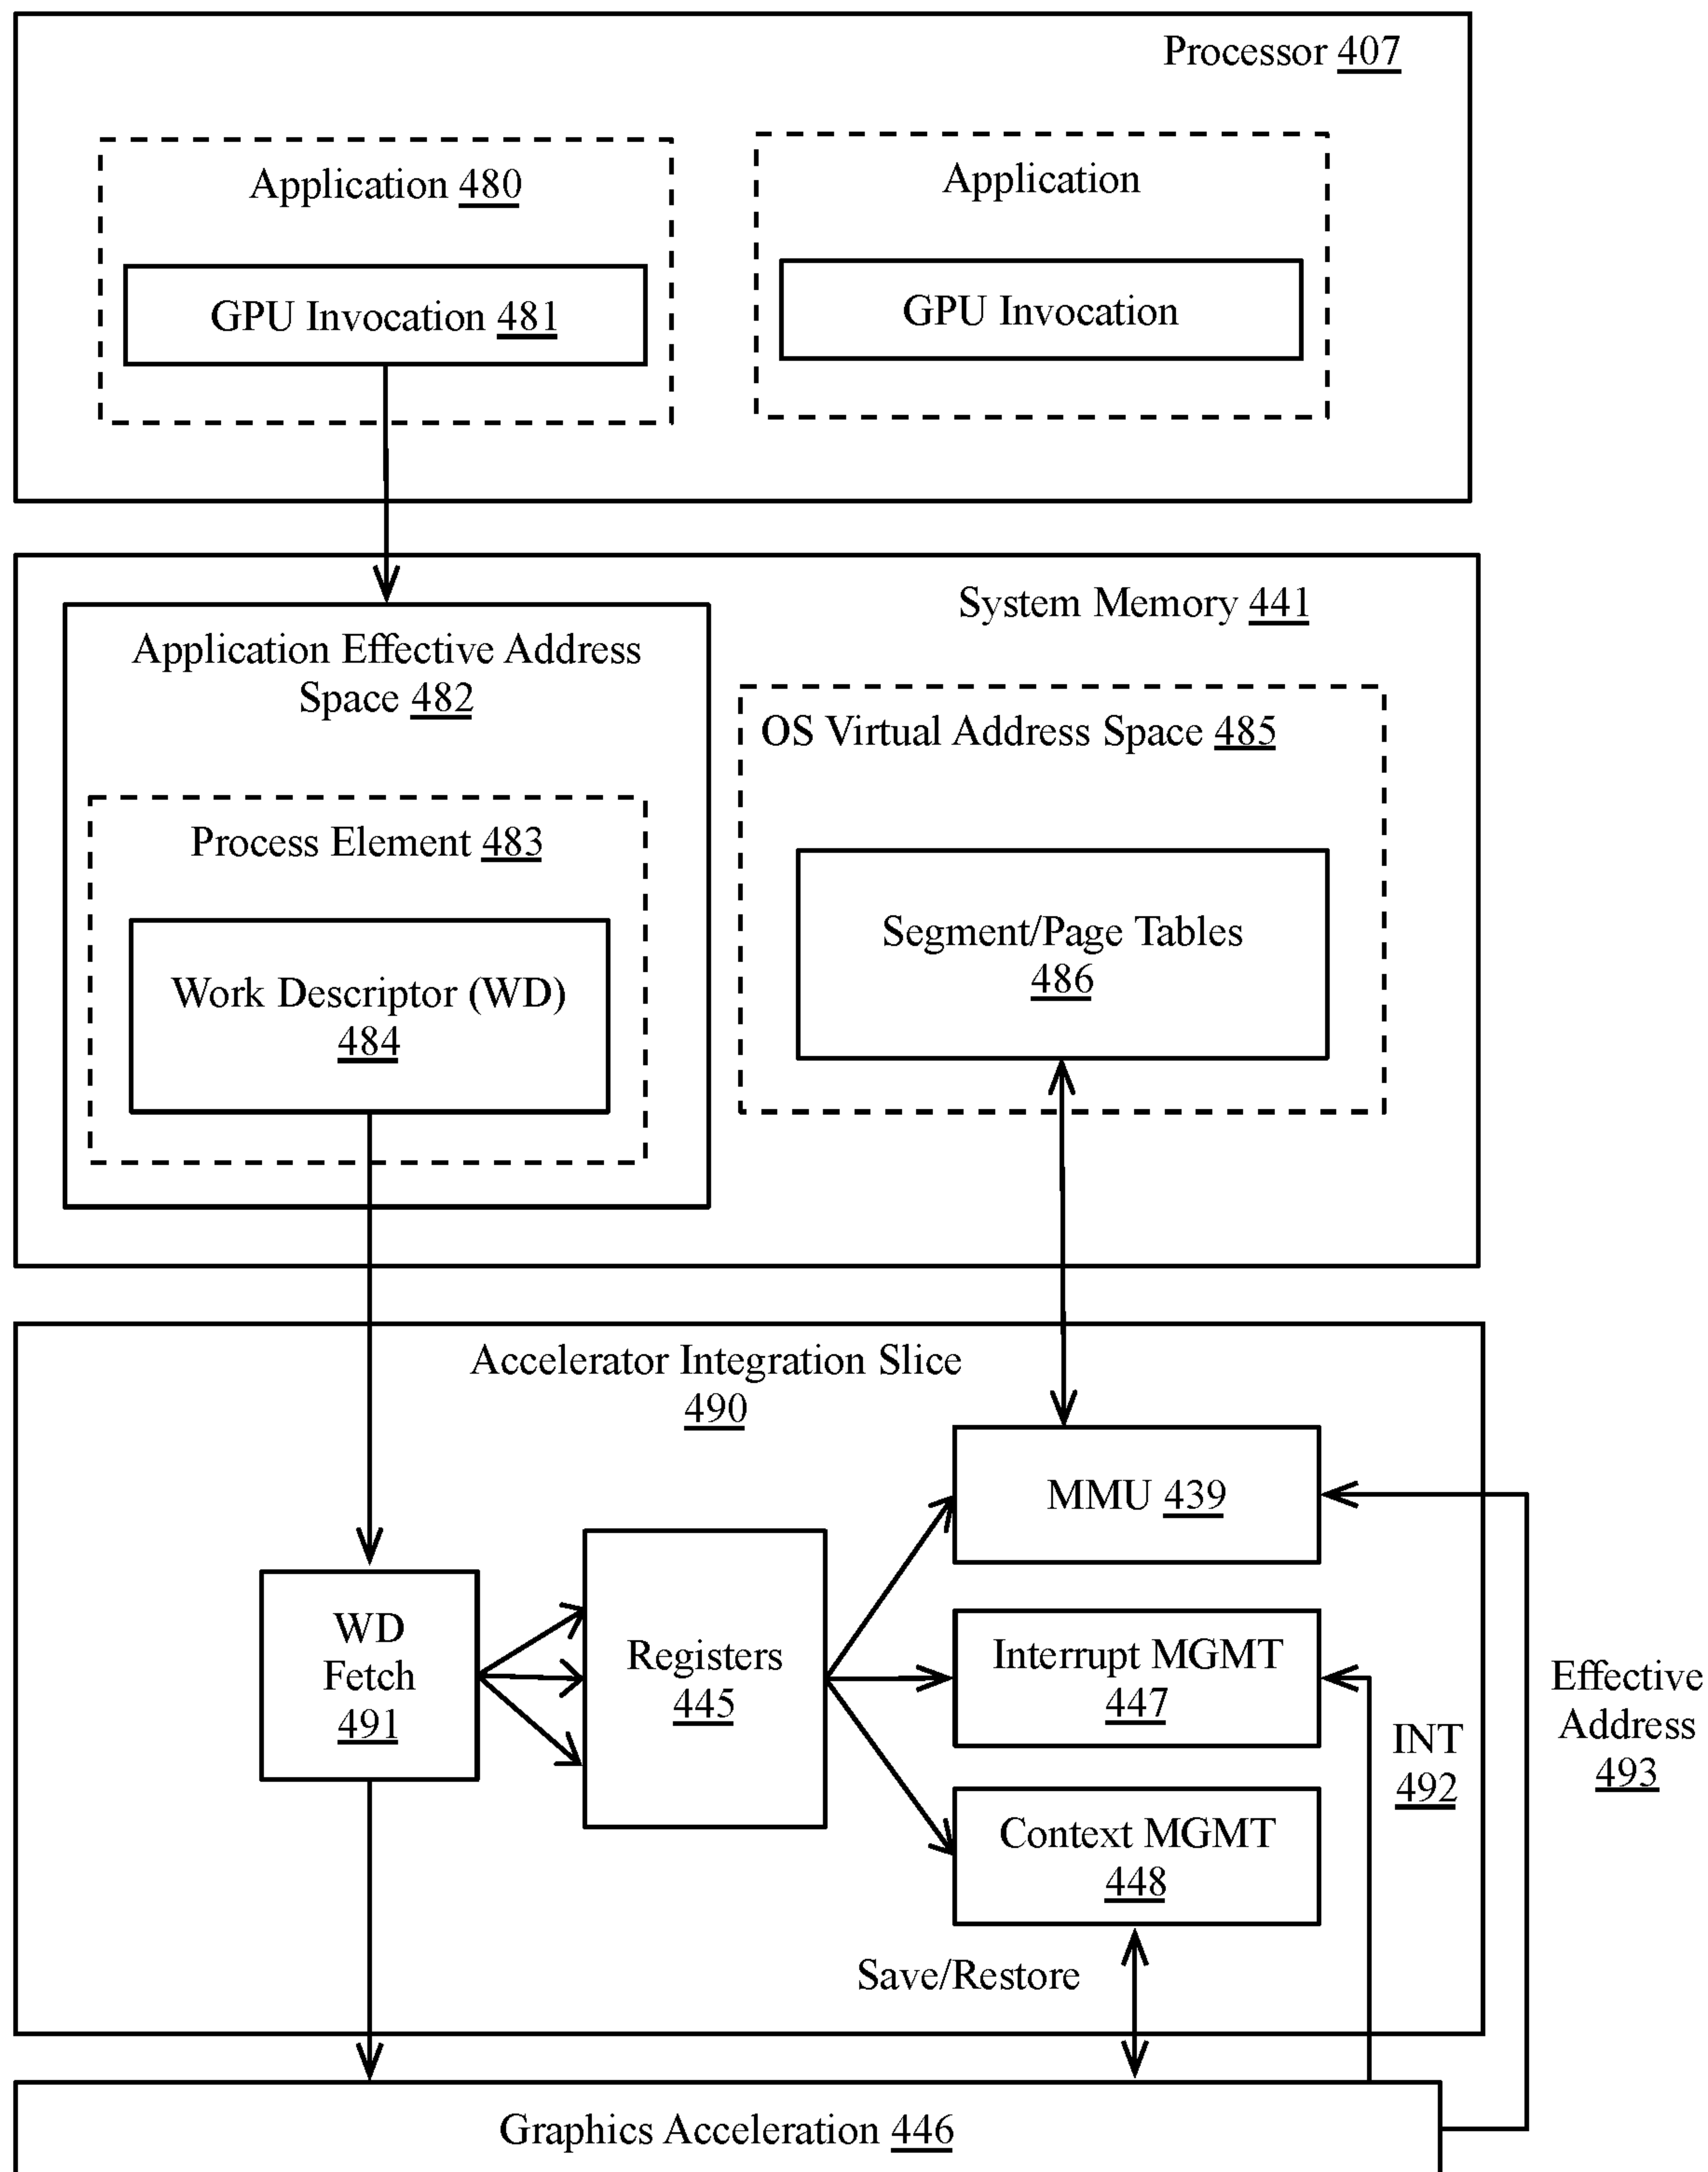 Processor 407
Application 480
Application
GPU Invocation 481
GPU Invocation
System Memory 441
Application Effective Address
Space 482
OS Virtual Address Space 485
Process Element 483
Segment/Page Tables
486
Work Descriptor (WD)
484
Accelerator Integration Slice
490
MMU 439
WD
Fetch
491
Registers
445
Interrupt MGMT
447
Effective
Address
493
INT
492
Context MGMT
448
Save/Restore
Graphics Acceleration 446